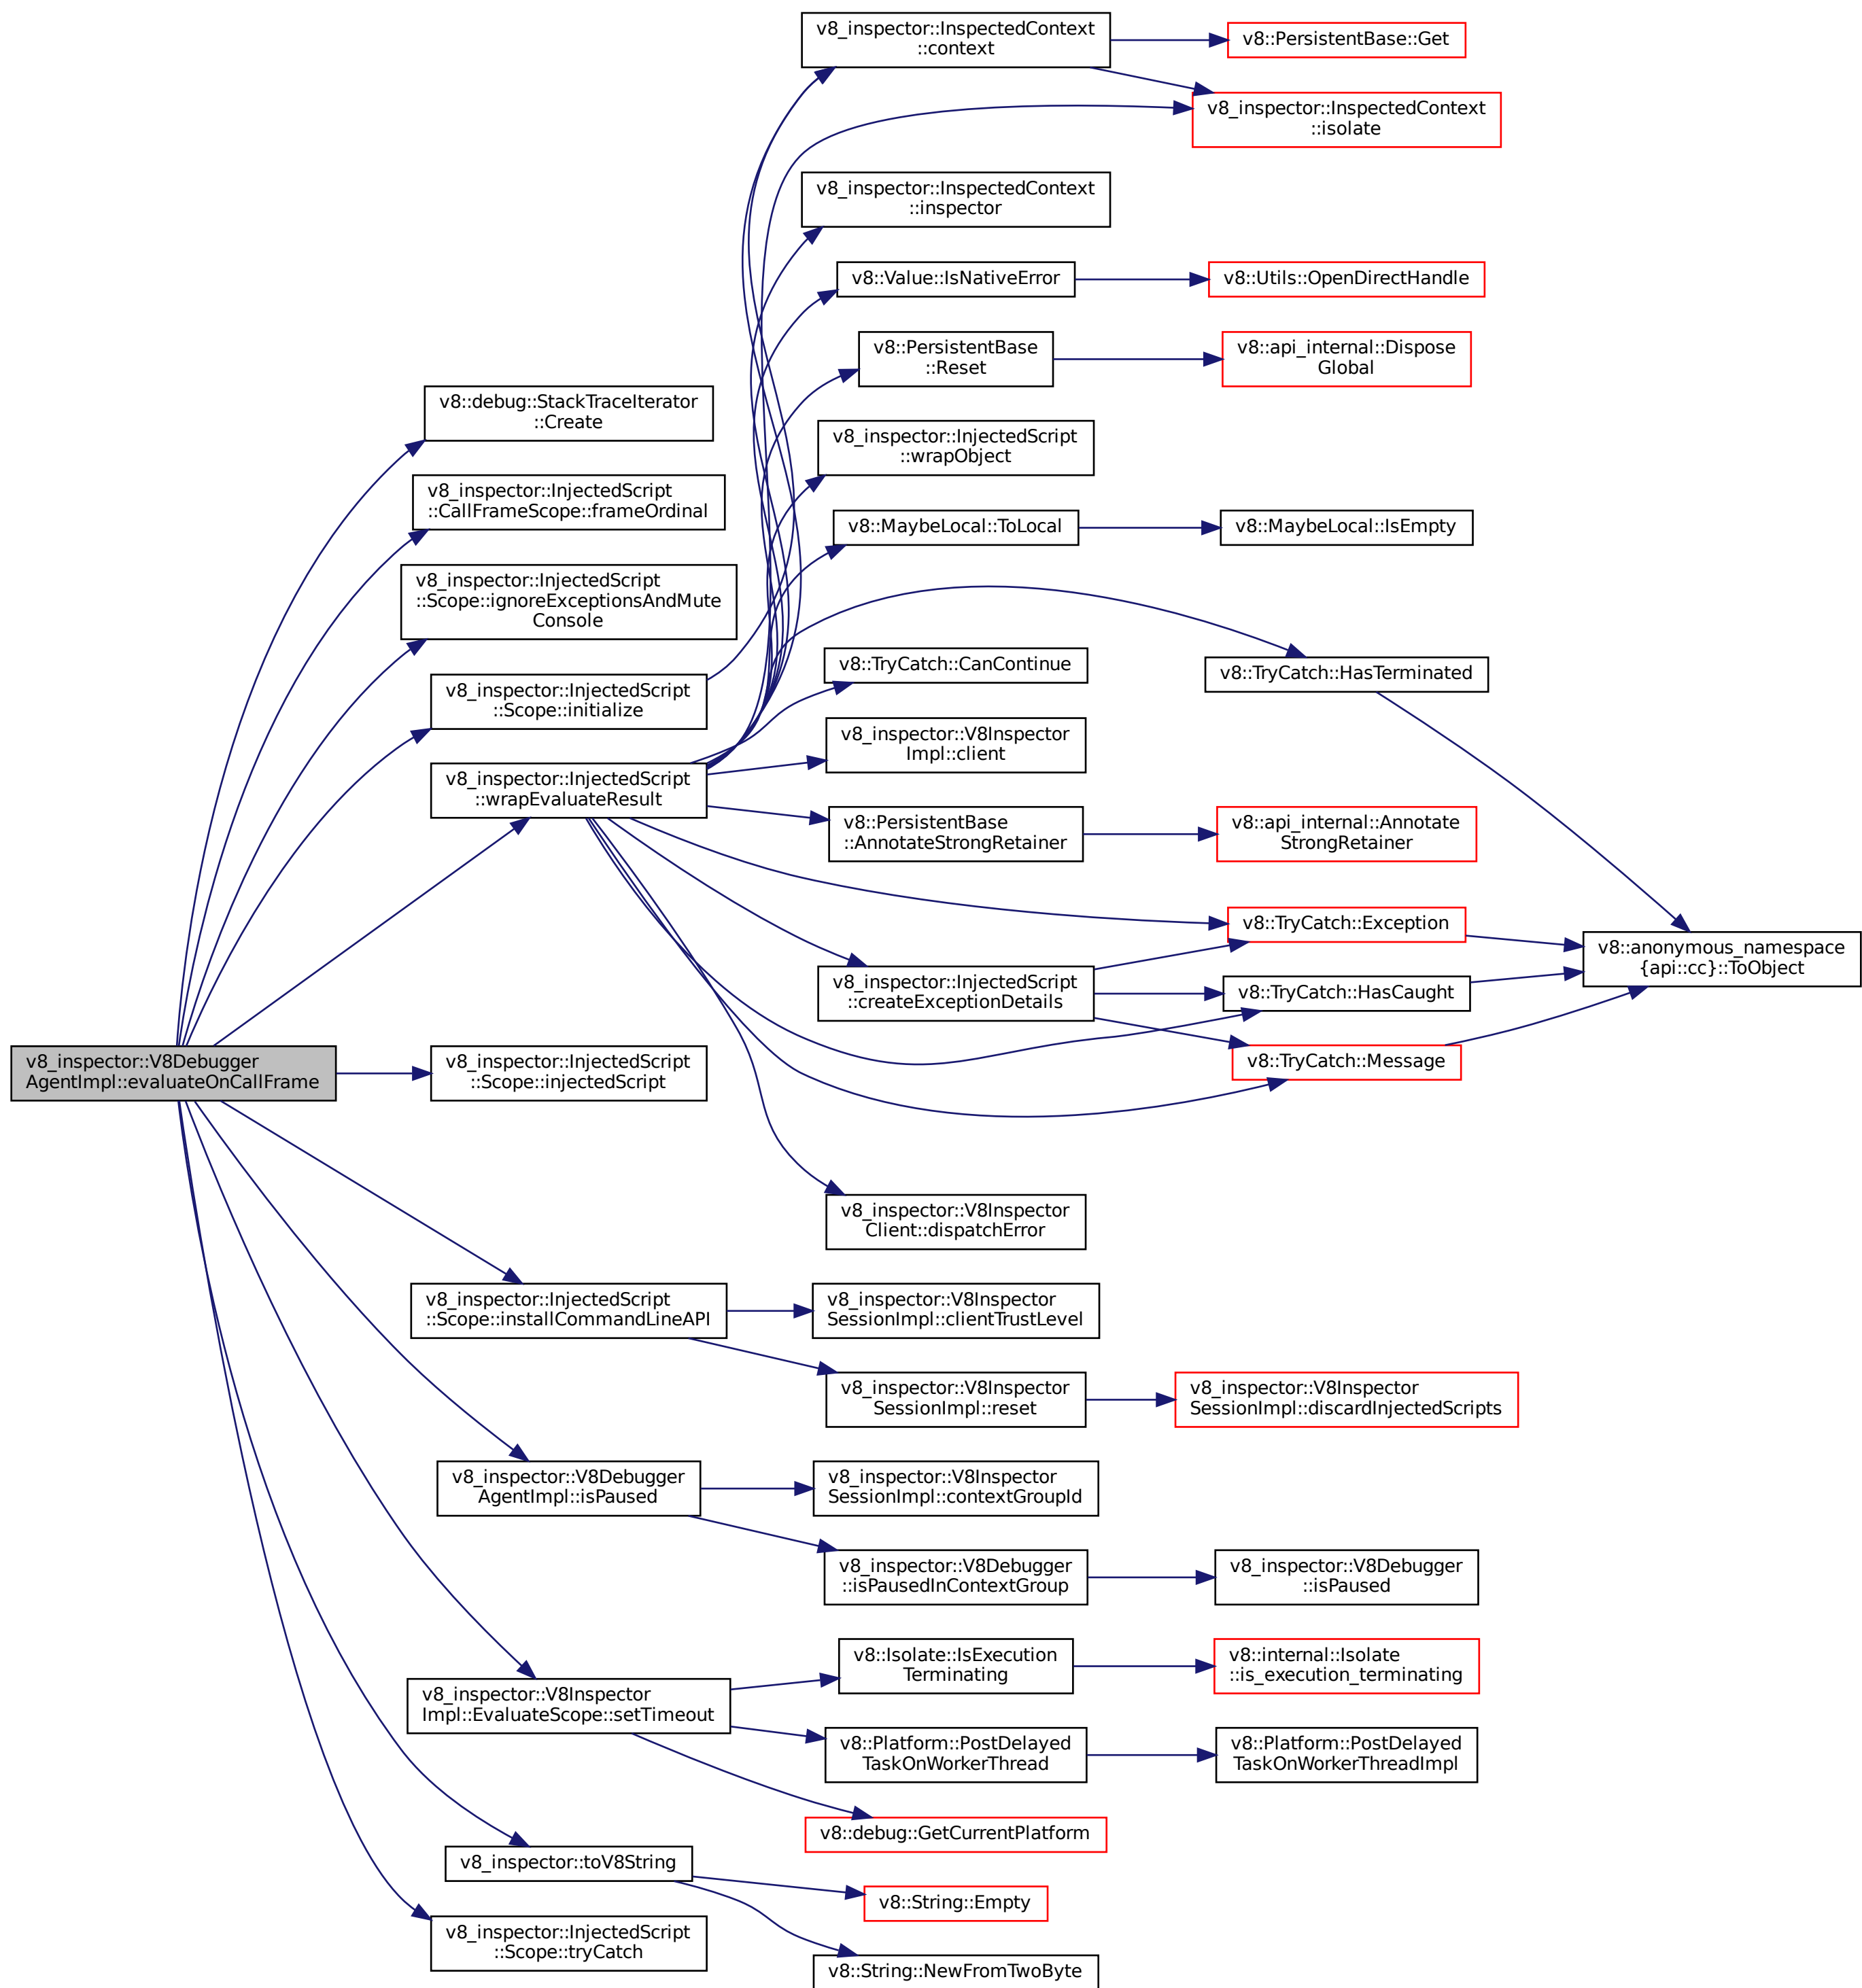 v8_inspector::InspectedContext
::context
v8::PersistentBase::Get
v8_inspector::InspectedContext
::isolate
v8_inspector::InspectedContext
::inspector
v8::Value::IsNativeError
v8::Utils::OpenDirectHandle
v8::PersistentBase
::Reset
v8::api_internal::Dispose
Global
v8::debug::StackTraceIterator
::Create
v8_inspector::InjectedScript
::wrapObject
v8_inspector::InjectedScript
::CallFrameScope::frameOrdinal
v8::MaybeLocal::ToLocal
v8::MaybeLocal::IsEmpty
v8_inspector::InjectedScript
::Scope::ignoreExceptionsAndMute
Console
v8::TryCatch::CanContinue
v8::TryCatch::HasTerminated
v8_inspector::InjectedScript
::Scope::initialize
v8_inspector::V8Inspector
Impl::client
v8_inspector::InjectedScript
::wrapEvaluateResult
v8::PersistentBase
::AnnotateStrongRetainer
v8::api_internal::Annotate
StrongRetainer
v8::TryCatch::Exception
v8::anonymous_namespace
{api::cc}::ToObject
v8_inspector::InjectedScript
::createExceptionDetails
v8::TryCatch::HasCaught
v8::TryCatch::Message
v8_inspector::V8Debugger
AgentImpl::evaluateOnCallFrame
v8_inspector::InjectedScript
::Scope::injectedScript
v8_inspector::V8Inspector
Client::dispatchError
v8_inspector::InjectedScript
::Scope::installCommandLineAPI
v8_inspector::V8Inspector
SessionImpl::clientTrustLevel
v8_inspector::V8Inspector
SessionImpl::reset
v8_inspector::V8Inspector
SessionImpl::discardInjectedScripts
v8_inspector::V8Debugger
AgentImpl::isPaused
v8_inspector::V8Inspector
SessionImpl::contextGroupId
v8_inspector::V8Debugger
::isPausedInContextGroup
v8_inspector::V8Debugger
::isPaused
v8::Isolate::IsExecution
Terminating
v8::internal::Isolate
::is_execution_terminating
v8_inspector::V8Inspector
Impl::EvaluateScope::setTimeout
v8::Platform::PostDelayed
TaskOnWorkerThread
v8::Platform::PostDelayed
TaskOnWorkerThreadImpl
v8::debug::GetCurrentPlatform
v8_inspector::toV8String
v8::String::Empty
v8_inspector::InjectedScript
::Scope::tryCatch
v8::String::NewFromTwoByte